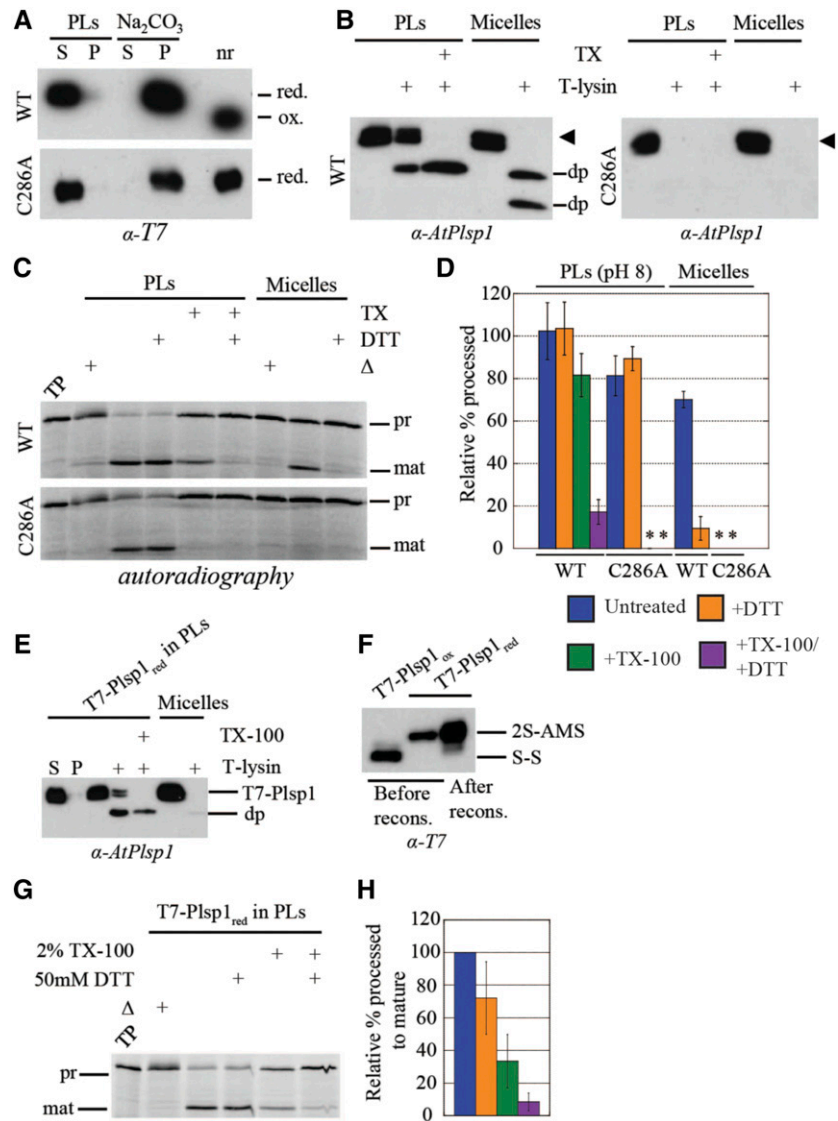 A
PLs Na2CO3
S P S P nr
WT
red.
ox.
C286A
red.
α-T7
B
PLs Micelles PLs Micelles
+ + TX
+ + + T-lysin + + +
WT
dp
dp
C286A
α-AtPlsp1 α-AtPlsp1
C
PLs Micelles
+ + TX
+ + + DTT
TP + + Δ
WT
pr
mat
C286A
pr
mat
autoradiography
D
PLs (pH 8) Micelles
Relative % processed
120
100
80
60
40
20
0
** **
WT C286A WT C286A
Untreated +DTT
+TX-100 +TX-100/
+DTT
E
T7-Plsp1red in PLs
Micelles
+ TX-100
S P + + + T-lysin
T7-Plsp1
dp
α-AtPlsp1
F
T7-Plsp1ox
T7-Plsp1red
2S-AMS
S-S
Before
recons.
After
recons.
α-T7
G
T7-Plsp1red in PLs
2% TX-100 + +
50mM DTT + +
Δ +
TP
pr
mat
H
Relative % processed
to mature
120
100
80
60
40
20
0